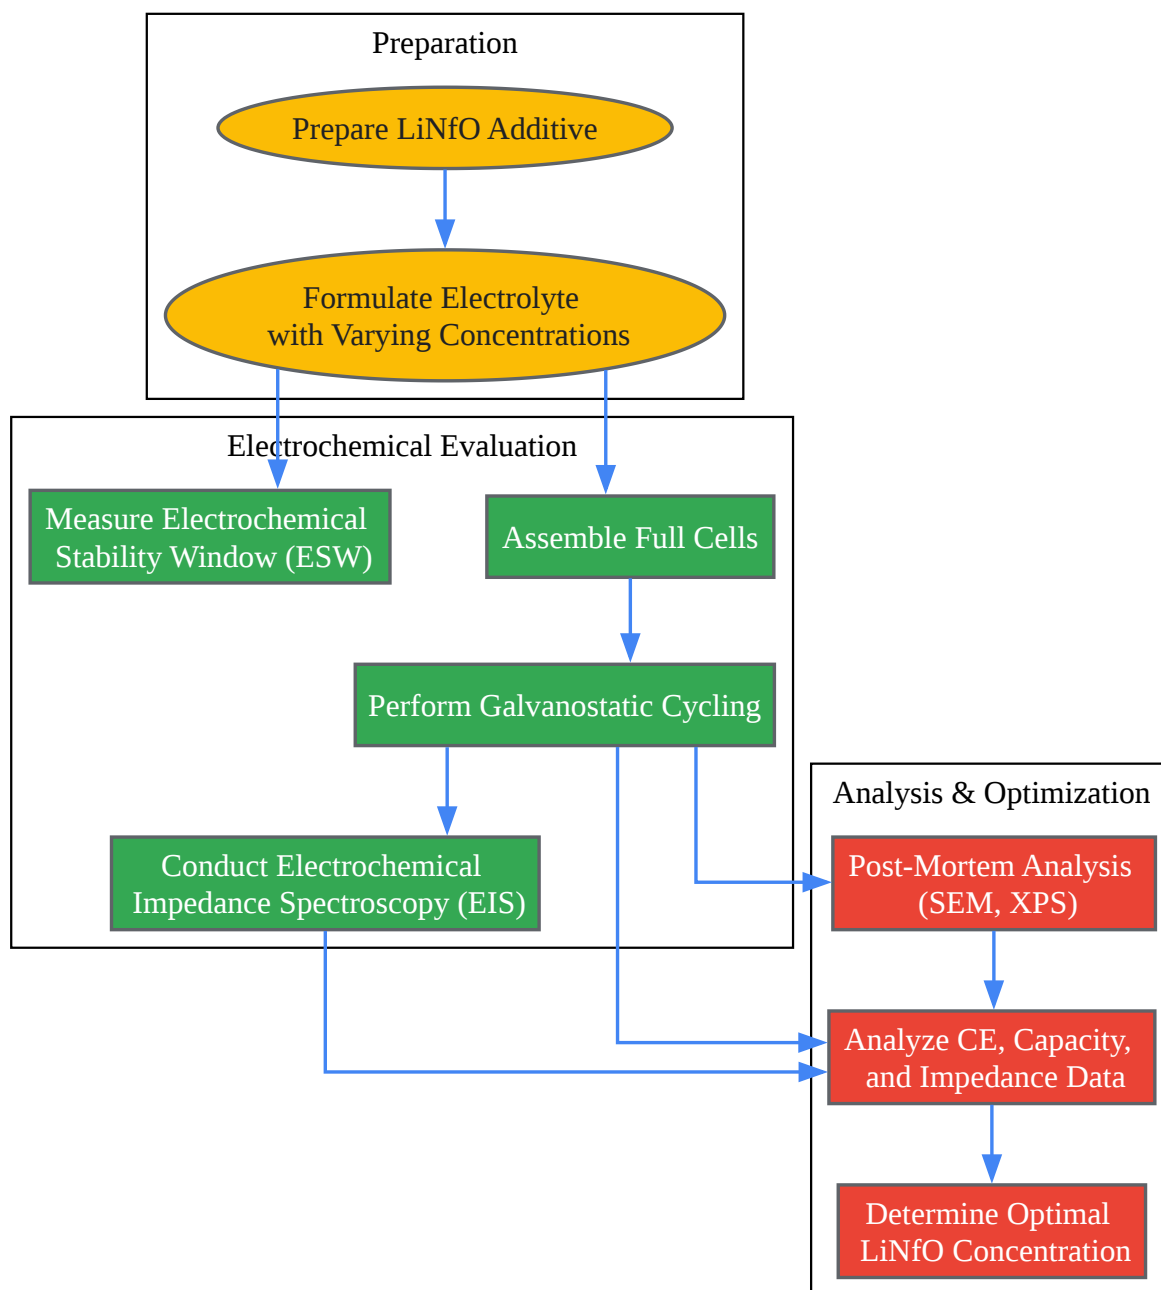 Preparation
Prepare LiNfO Additive
Formulate Electrolyte
with Varying Concentrations
Electrochemical Evaluation
Measure Electrochemical
Stability Window (ESW)
Assemble Full Cells
Perform Galvanostatic Cycling
Conduct Electrochemical
Impedance Spectroscopy (EIS)
Analysis & Optimization
Post-Mortem Analysis
(SEM, XPS)
Analyze CE, Capacity,
and Impedance Data
Determine Optimal
LiNfO Concentration